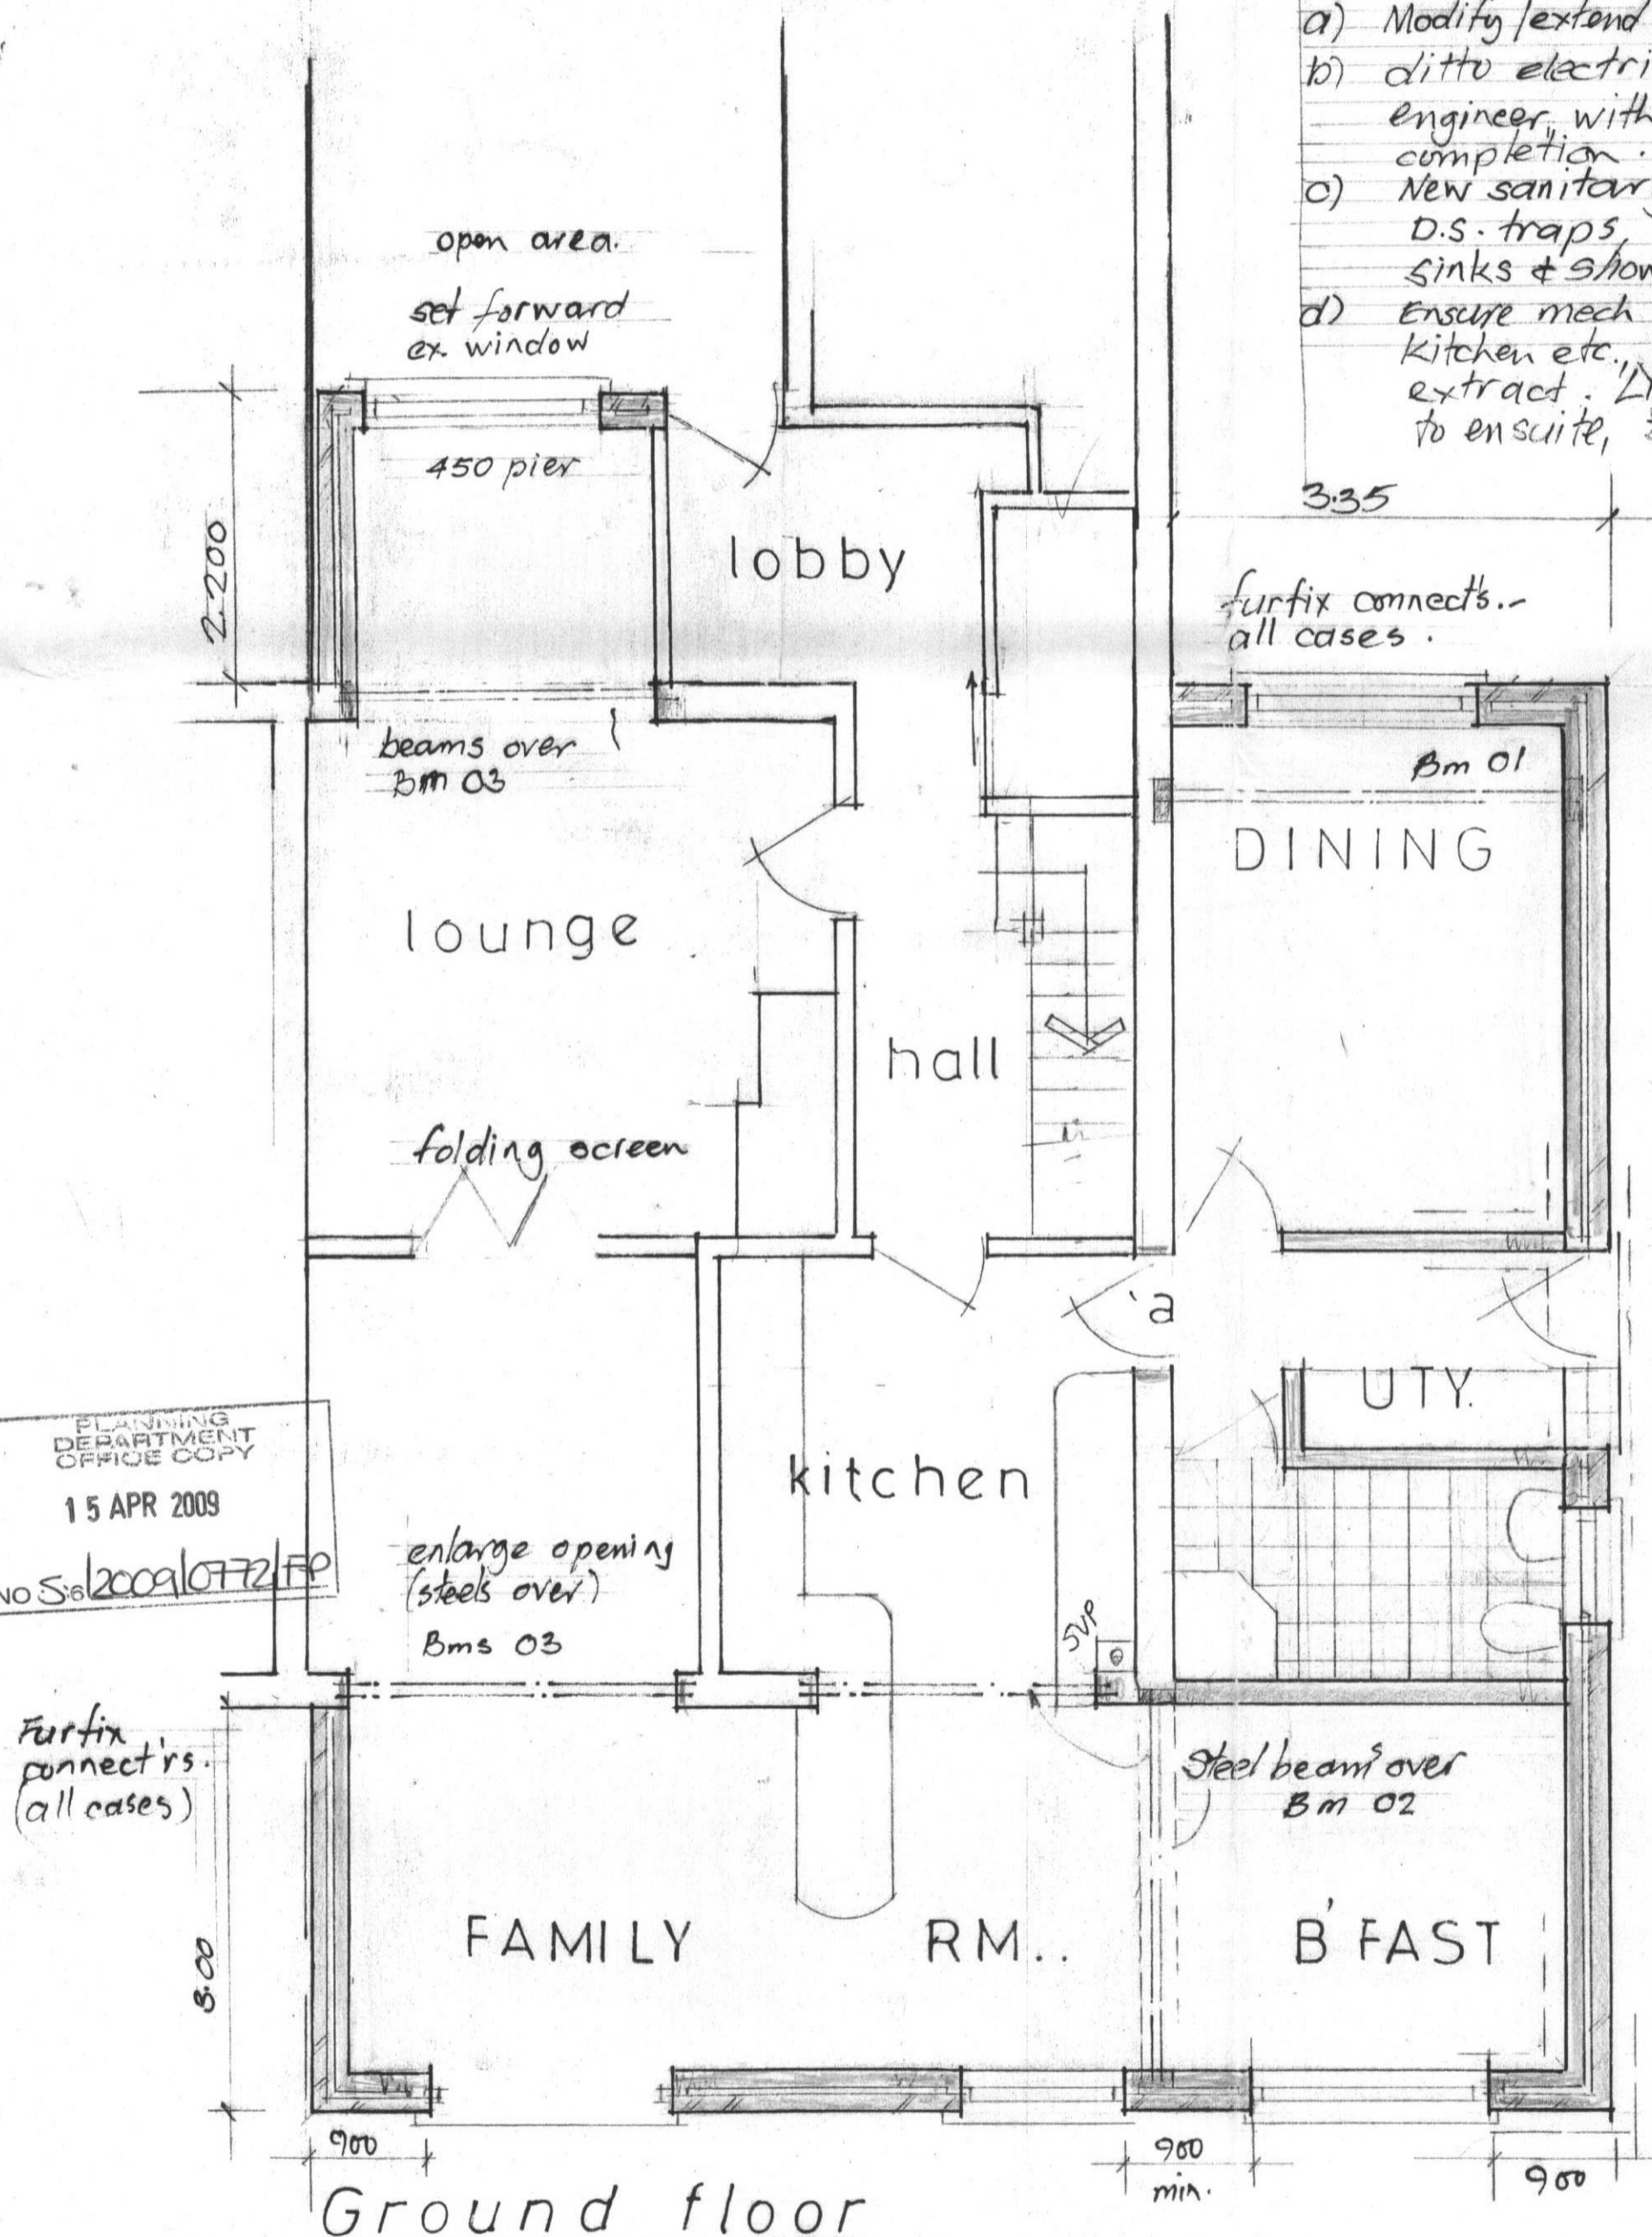 a) Modify/extend
b) ditto electri
engineer, with
completion.
c) New sanitar
D.S. traps,
sinks & show
d) Ensure mech
kitchen etc.,
extract.
to ensuite,
open area.
set forward
ex. window
450 pier
2.200
lobby
3.35
furfix connect's.-
all cases.
beams over
Bm 03
Bm 01
DINING
lounge
hall
folding screen
'a
UTY.
PLANNING
DEPARTMENT
OFFICE COPY
15 APR 2009
NO S.6/2009/0772/FP
kitchen
enlarge opening
(steels over)
Bms 03
SVP
Furfix
connect'rs.
(all cases)
Steel beams over
Bm 02
FAMILY RM..
B'FAST
3.00
900
900
min.
900
Ground floor